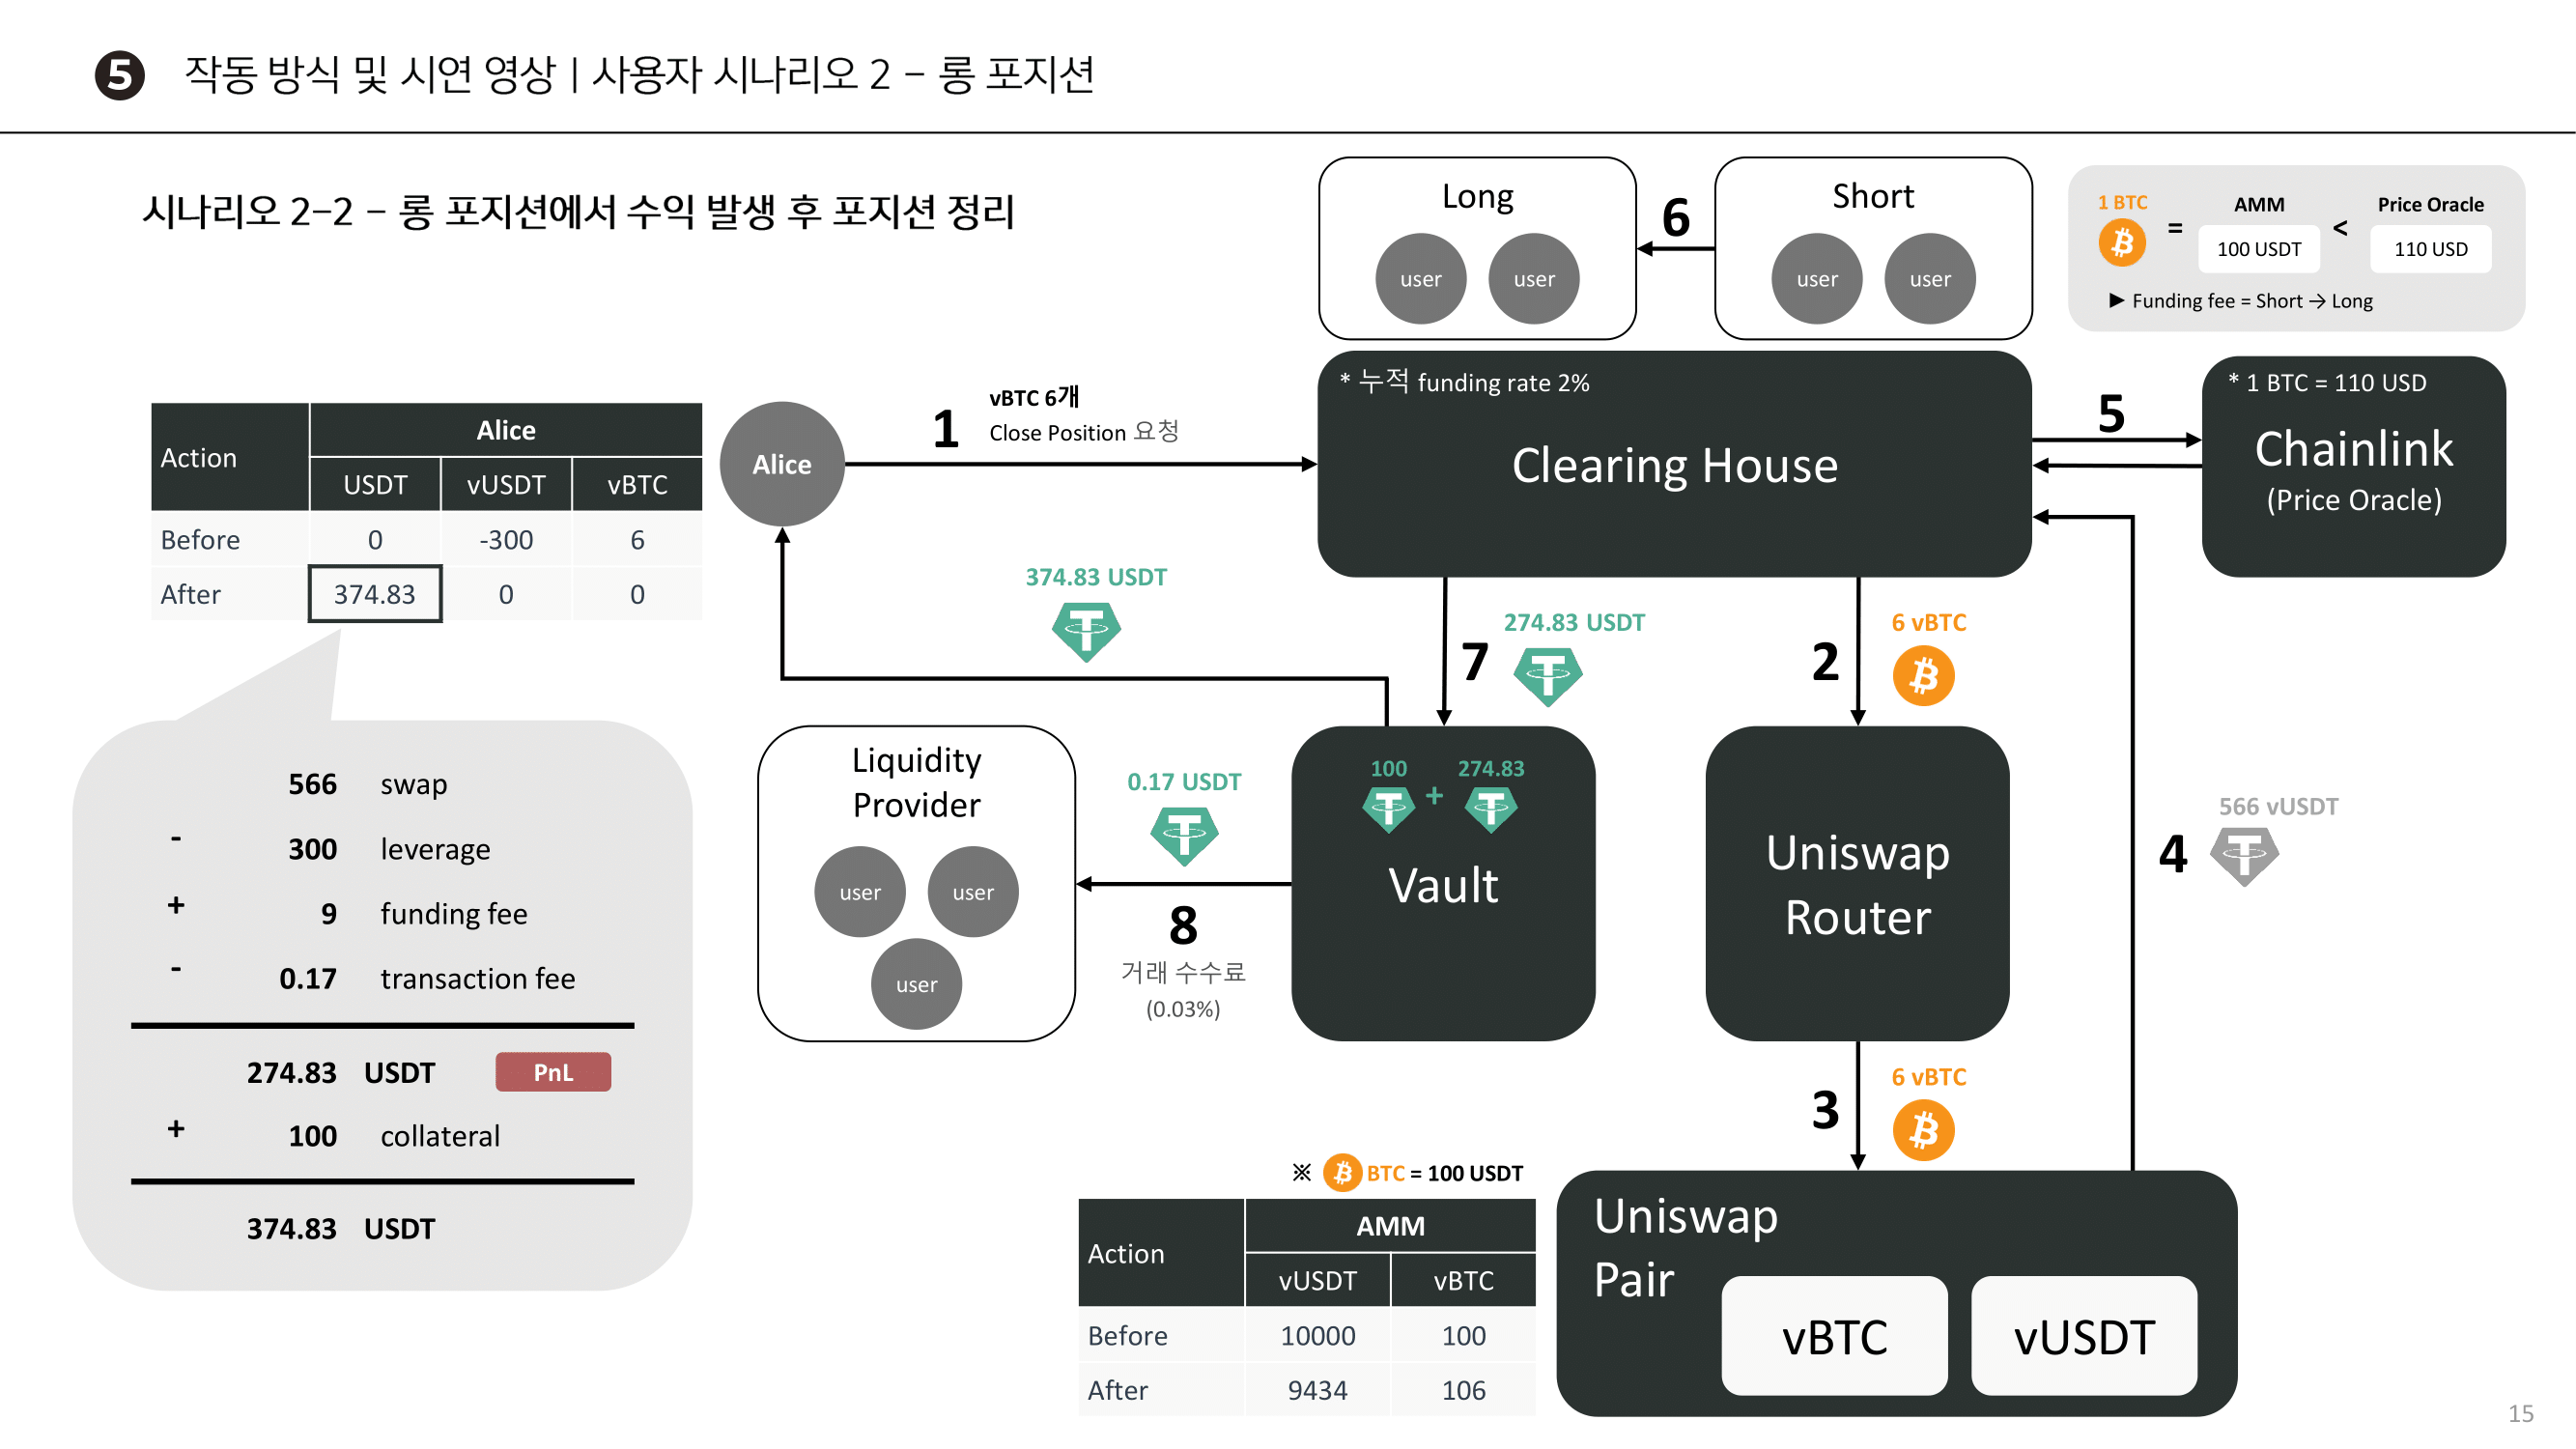 5 작동 방식 및 시연 영상 | 사용자 시나리오 2 – 롱 포지션
시나리오 2-2 – 롱 포지션에서 수익 발생 후 포지션 정리
Long
user user
6
Short
user user
1 BTC = AMM 100 USDT < Price Oracle 110 USD
► Funding fee = Short → Long
Action Alice
USDT vUSDT vBTC
Before 0 -300 6
After 374.83 0 0
Alice
1
vBTC 6개
Close Position 요청
* 누적 funding rate 2%
Clearing House
5
* 1 BTC = 110 USD
Chainlink
(Price Oracle)
374.83 USDT
7
274.83 USDT
2
6 vBTC
566 swap
- 300 leverage
+ 9 funding fee
- 0.17 transaction fee
274.83 USDT PnL
+ 100 collateral
374.83 USDT
Liquidity
Provider
user user
user
0.17 USDT
8
거래 수수료
(0.03%)
100 + 274.83
Vault
Uniswap
Router
4
566 vUSDT
3
6 vBTC
※ BTC = 100 USDT
Action AMM
vUSDT vBTC
Before 10000 100
After 9434 106
Uniswap
Pair
vBTC vUSDT
15